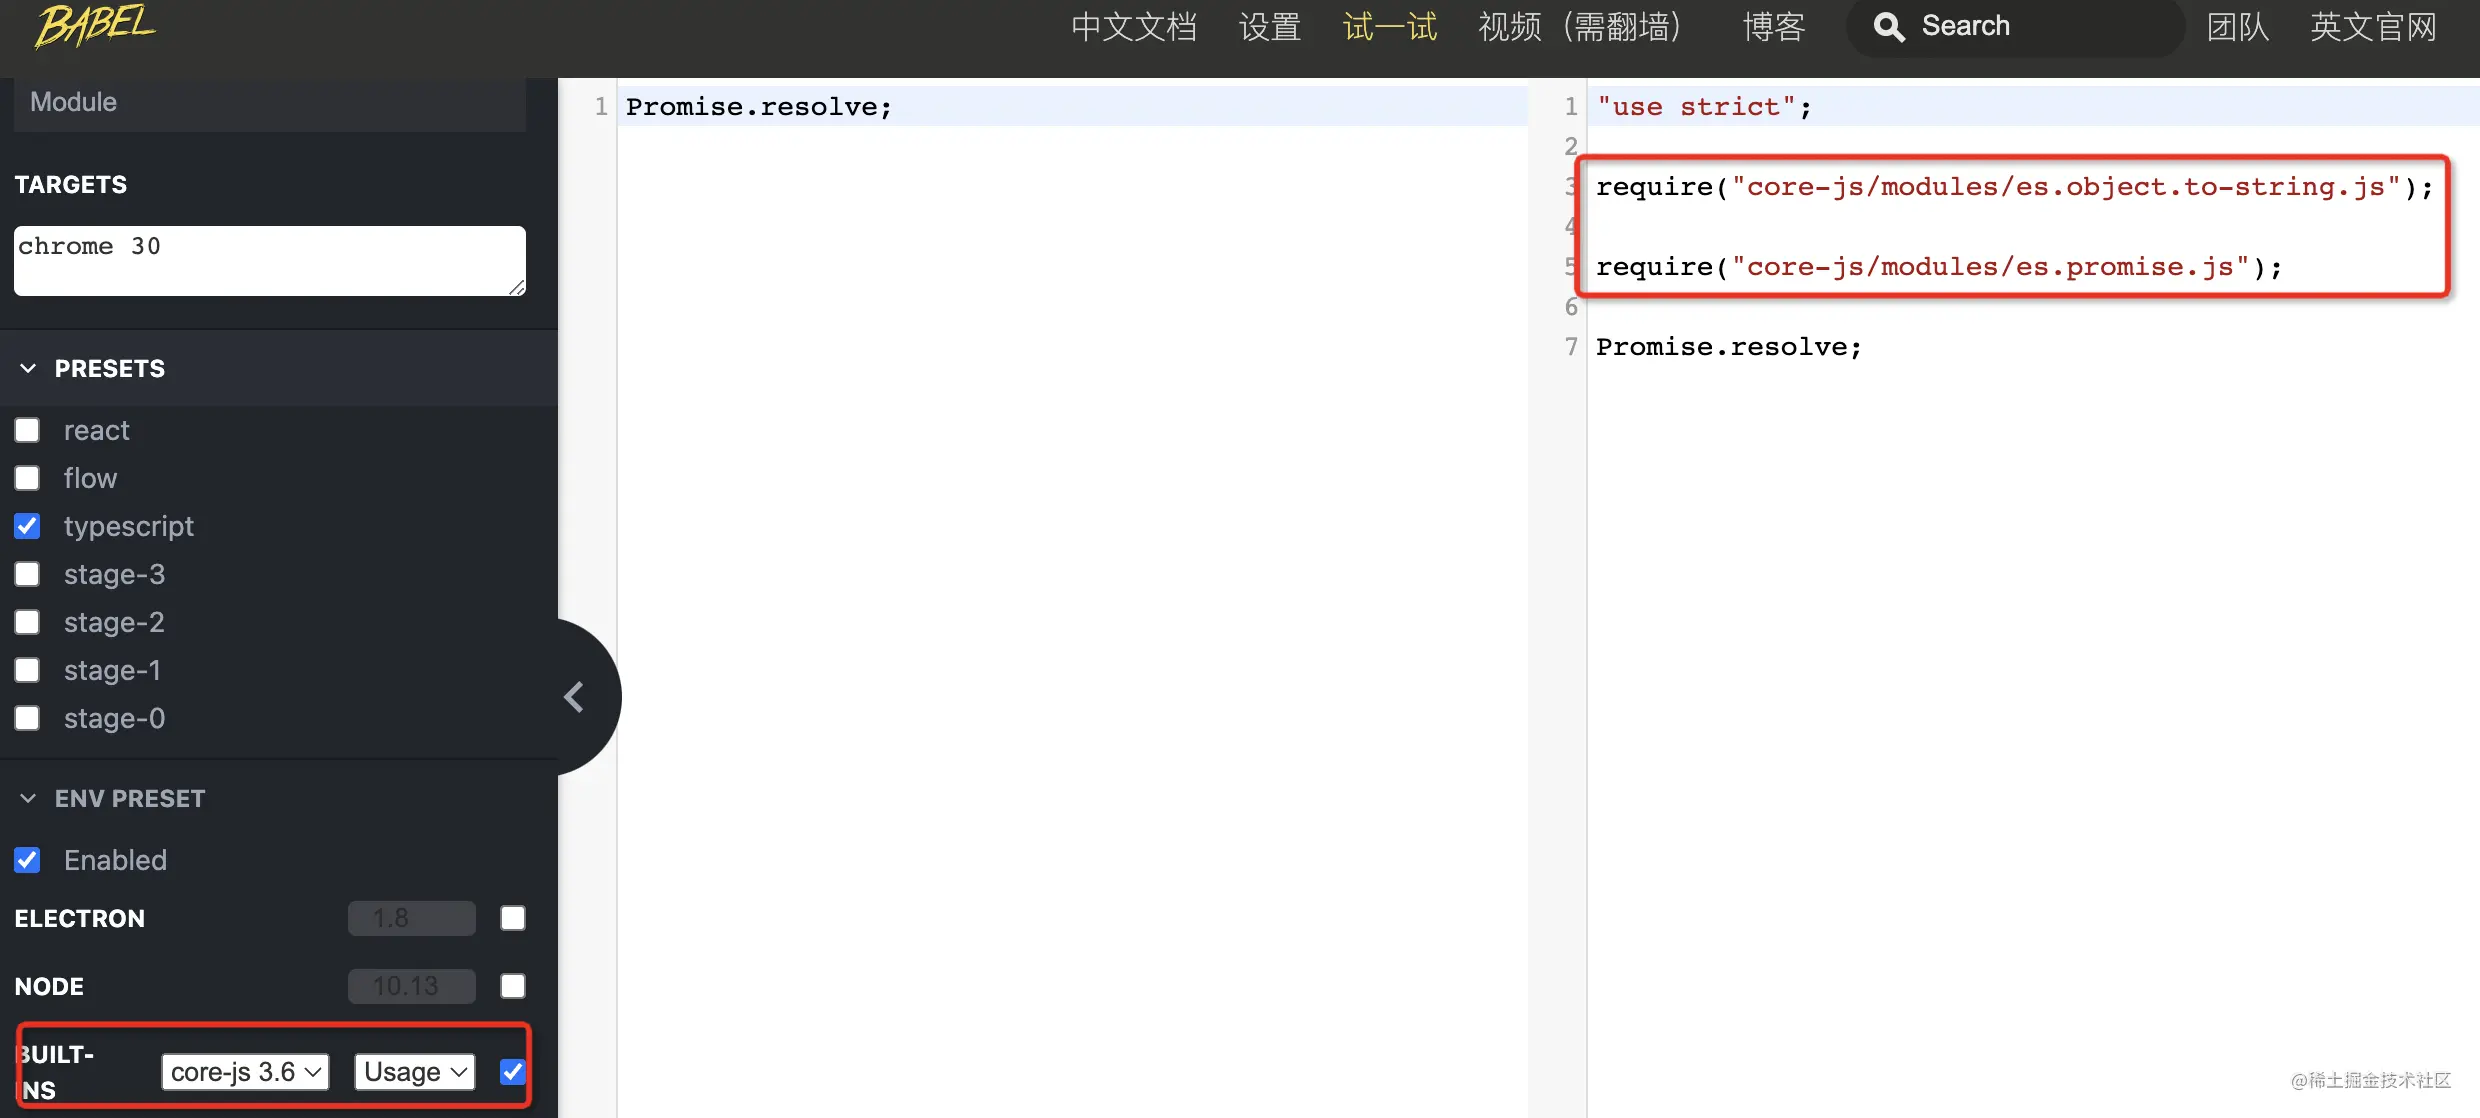 BABEL
中文文档 设置 试一试 视频（需翻墙） 博客 Search 团队 英文官网
Module
TARGETS
chrome 30
PRESETS
react
flow
typescript
stage-3
stage-2
stage-1
stage-0
ENV PRESET
Enabled
ELECTRON 1.8
NODE 10.13
BUILT-
INS
core-js 3.6 Usage
1 Promise.resolve;
1 "use strict";
2
3 require("core-js/modules/es.object.to-string.js");
4
5 require("core-js/modules/es.promise.js");
6
7 Promise.resolve;
@稀土掘金技术社区